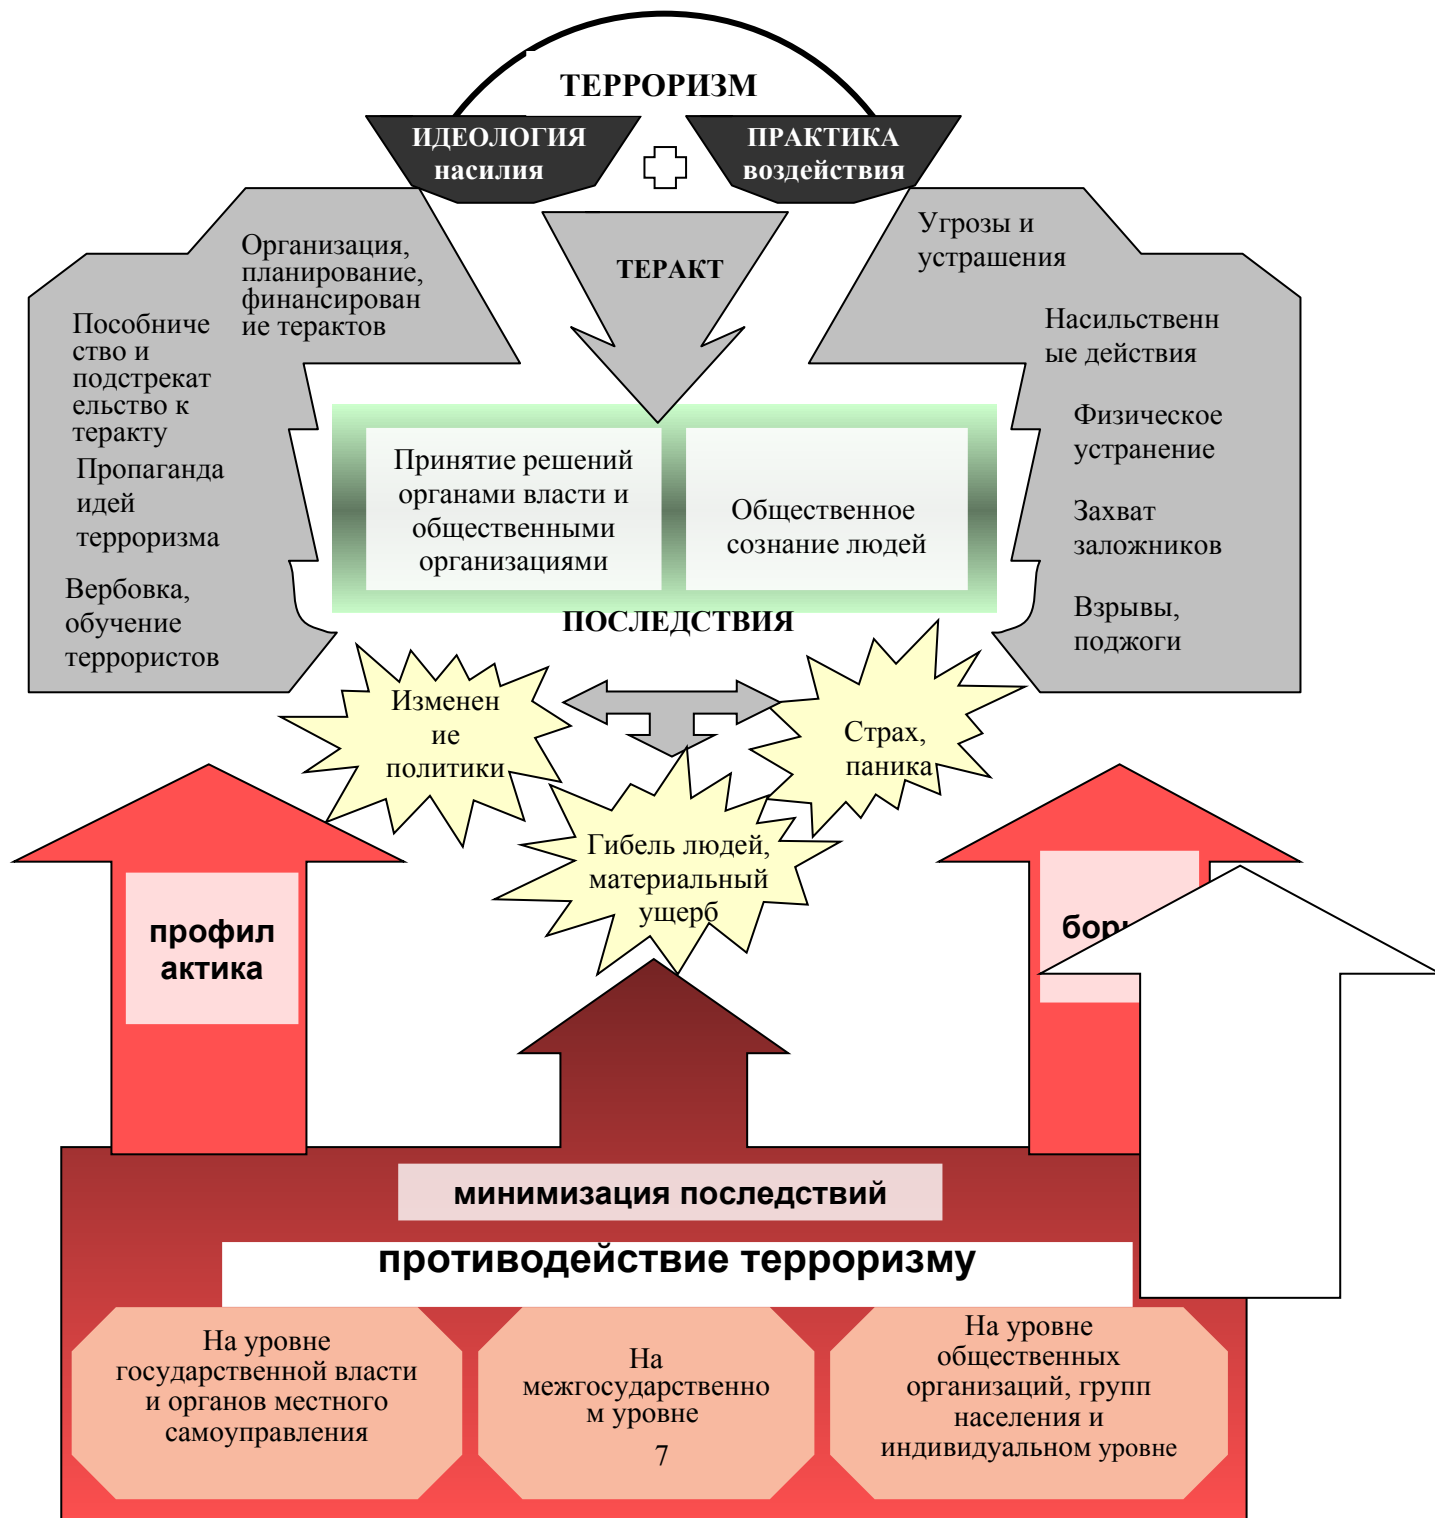 ТЕРРОРИЗМ
ИДЕОЛОГИЯ
насилия
ПРАКТИКА
воздействия
Организация,
планирование,
финансирован
ие терактов
ТЕРАКТ
Угрозы и
устрашения
Пособниче
ство и
подстрекат
ельство к
теракту
Насильственн
ые действия
Пропаганда
идей
терроризма
Физическое
устранение
Принятие решений
органами власти и
общественными
организациями
Общественное
сознание людей
Захват
заложников
Вербовка,
обучение
террористов
Взрывы,
поджоги
ПОСЛЕДСТВИЯ
Изменен
ие
политики
Страх,
паника
Гибель людей,
материальный
ущерб
профил
актика
минимизация последствий
противодействие терроризму
На уровне
государственной власти
и органов местного
самоуправления
На
межгосударственно
м уровне
7
На уровне
общественных
организаций, групп
населения и
индивидуальном уровне